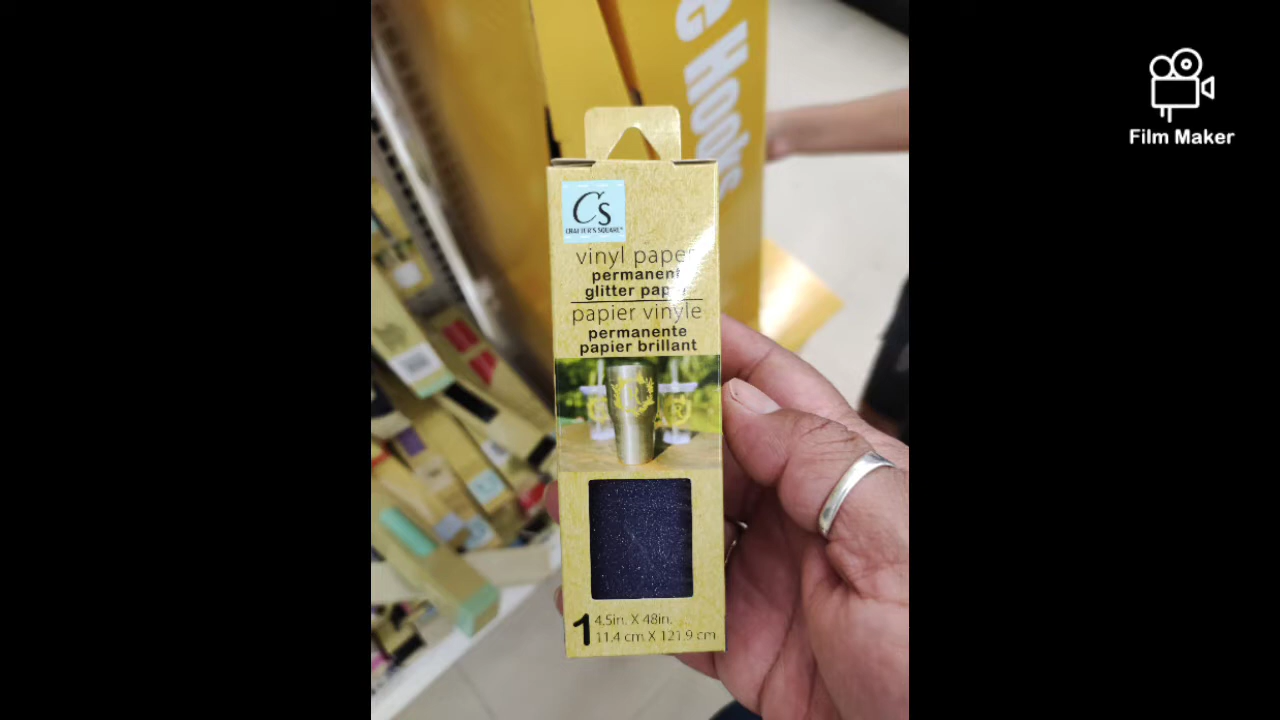 G Hooks
Cs
CRAFTER'S SQUARE
vinyl paper
permanent
glitter paper
papier vinyle
permanente
papier brillant
1 4.5in. X 48in.
11.4 cm X 121.9 cm
Film Maker